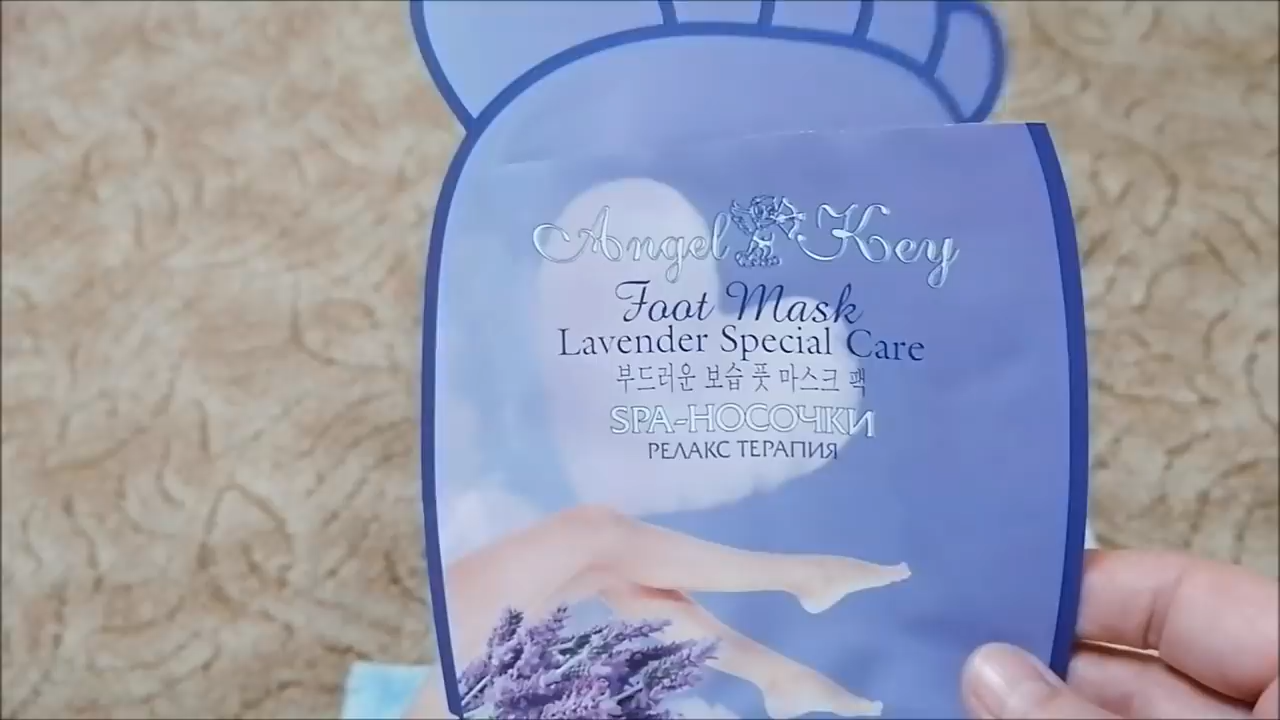 Angel Key
Foot Mask
Lavender Special Care
부드러운 보습 풋 마스크 팩
SPA-НОСОЧКИ
РЕЛАКС ТЕРАПИЯ